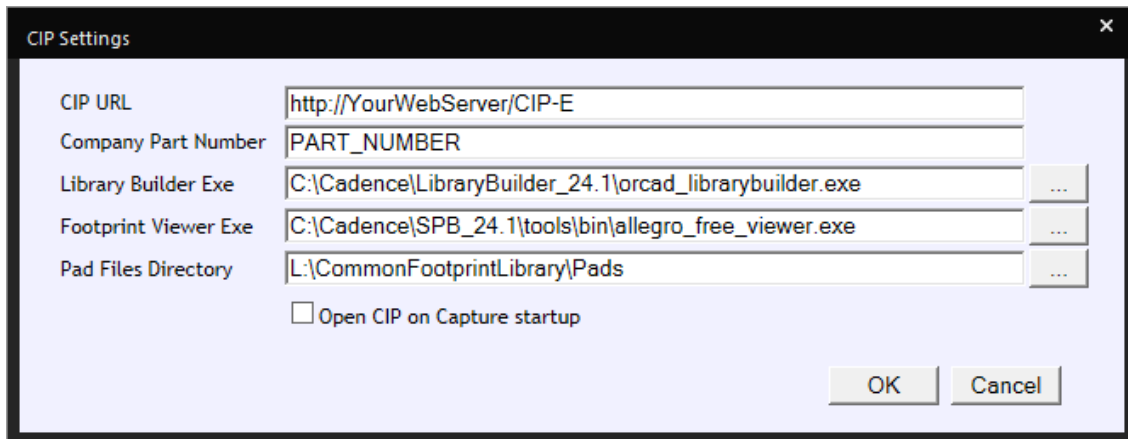 CIP Settings ×
CIP URL http://YourWebServer/CIP-E
Company Part Number PART_NUMBER
Library Builder Exe C:\Cadence\LibraryBuilder_24.1\orcad_librarybuilder.exe ...
Footprint Viewer Exe C:\Cadence\SPB_24.1\tools\bin\allegro_free_viewer.exe ...
Pad Files Directory L:\CommonFootprintLibrary\Pads ...
Open CIP on Capture startup
OK Cancel